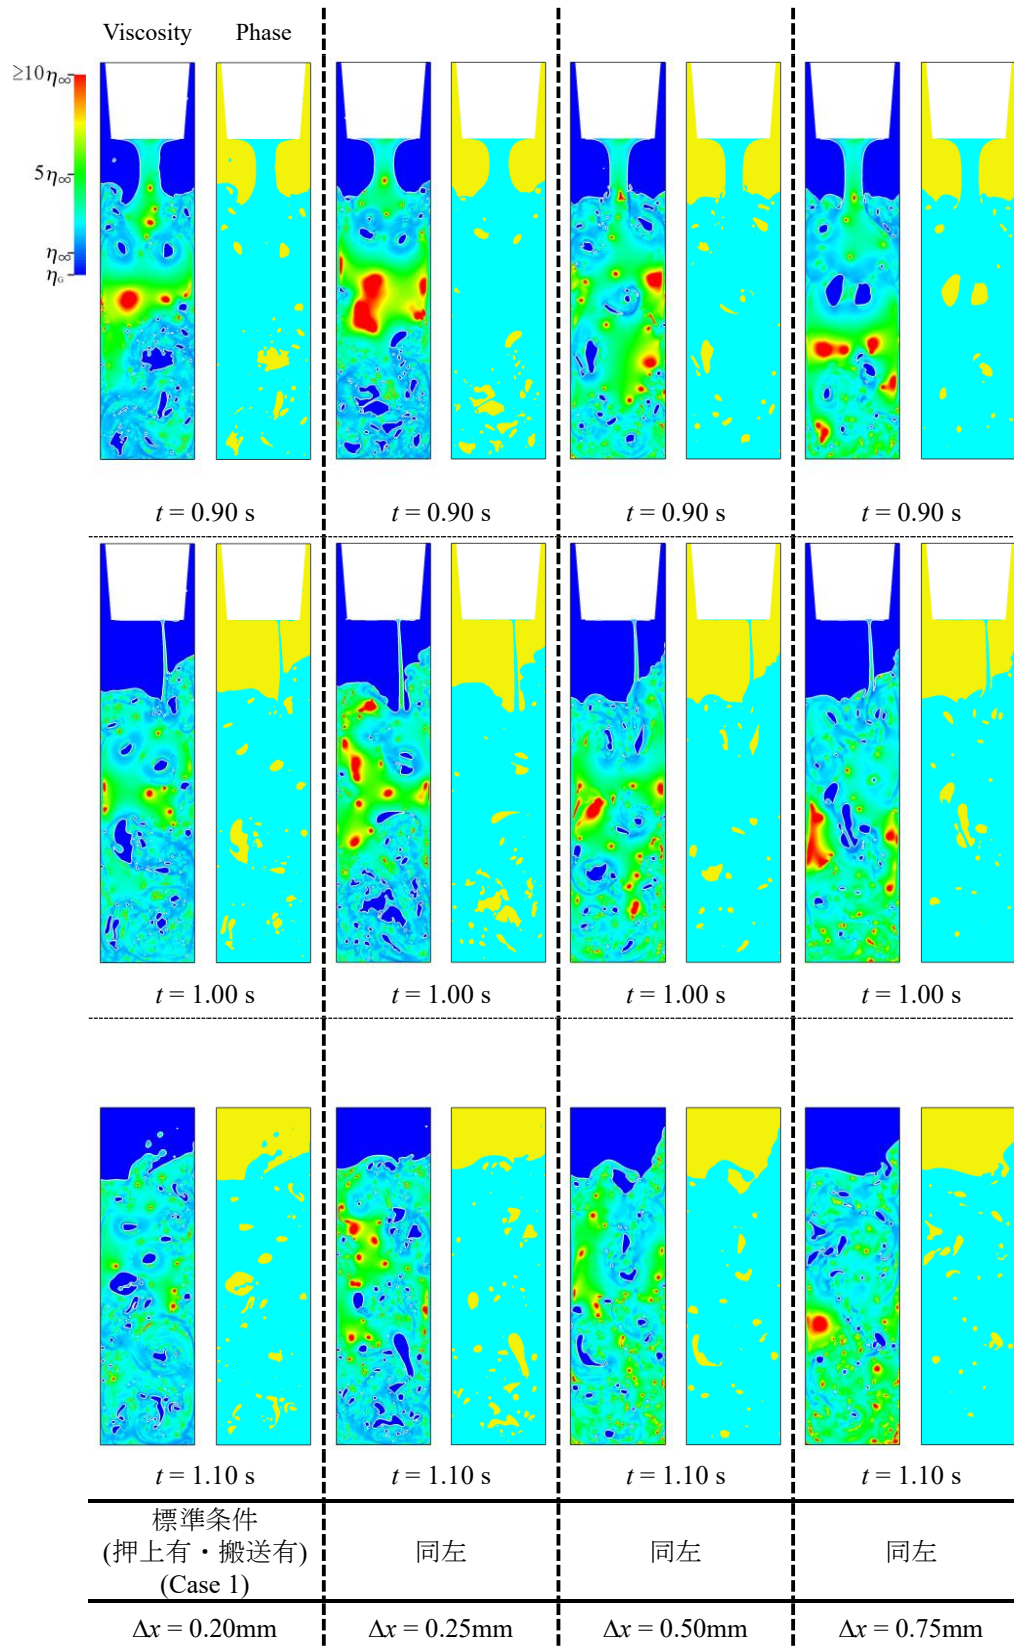 Viscosity Phase
≥10η∞
5η∞
η∞
ηG
t = 0.90 s t = 0.90 s t = 0.90 s t = 0.90 s
t = 1.00 s t = 1.00 s t = 1.00 s t = 1.00 s
t = 1.10 s t = 1.10 s t = 1.10 s t = 1.10 s
標準条件
(押上有・搬送有) 同左 同左 同左
(Case 1)
Δx = 0.20mm Δx = 0.25mm Δx = 0.50mm Δx = 0.75mm